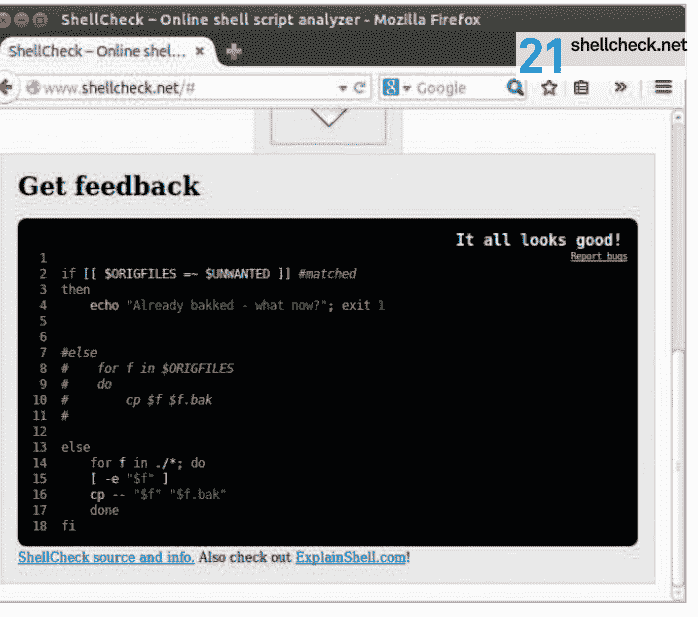 ShellCheck – Online shell script analyzer - Mozilla Firefox
ShellCheck – Online shel... ×
21 shellcheck.net
www.shellcheck.net/#
8 Google
Get feedback
It all looks good!
Report bugs
1
2 if [[ $ORIGFILES =~ $UNWANTED ]] #matched
3 then
4     echo "Already bakked - what now?"; exit 1
5
6
7 #else
8 #    for f in $ORIGFILES
9 #    do
10 #        cp $f $f.bak
11 #
12
13 else
14     for f in ./*; do
15     [ -e "$f" ]
16     cp -- "$f" "$f.bak"
17     done
18 fi
ShellCheck source and info. Also check out ExplainShell.com!